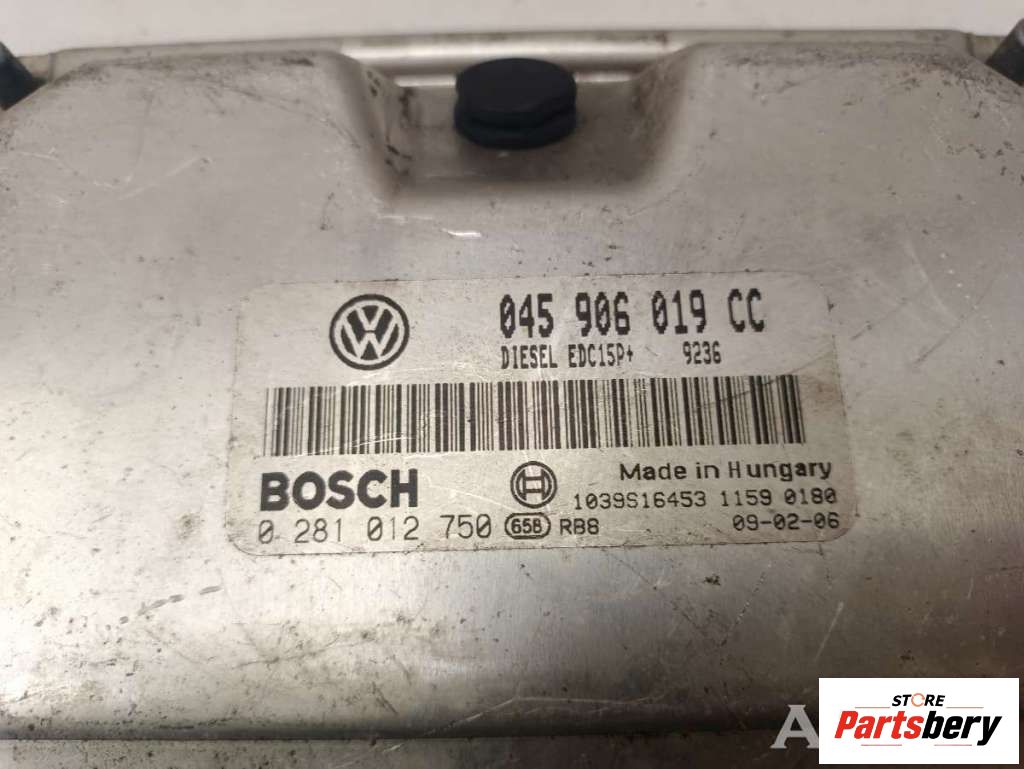 VW
045 906 019 CC
DIESEL EDC15P+ 9236
BOSCH
Made in Hungary
1039S16453 1159 0180
0 281 012 750 658 RB8 09-02-06
STORE
Partsbery